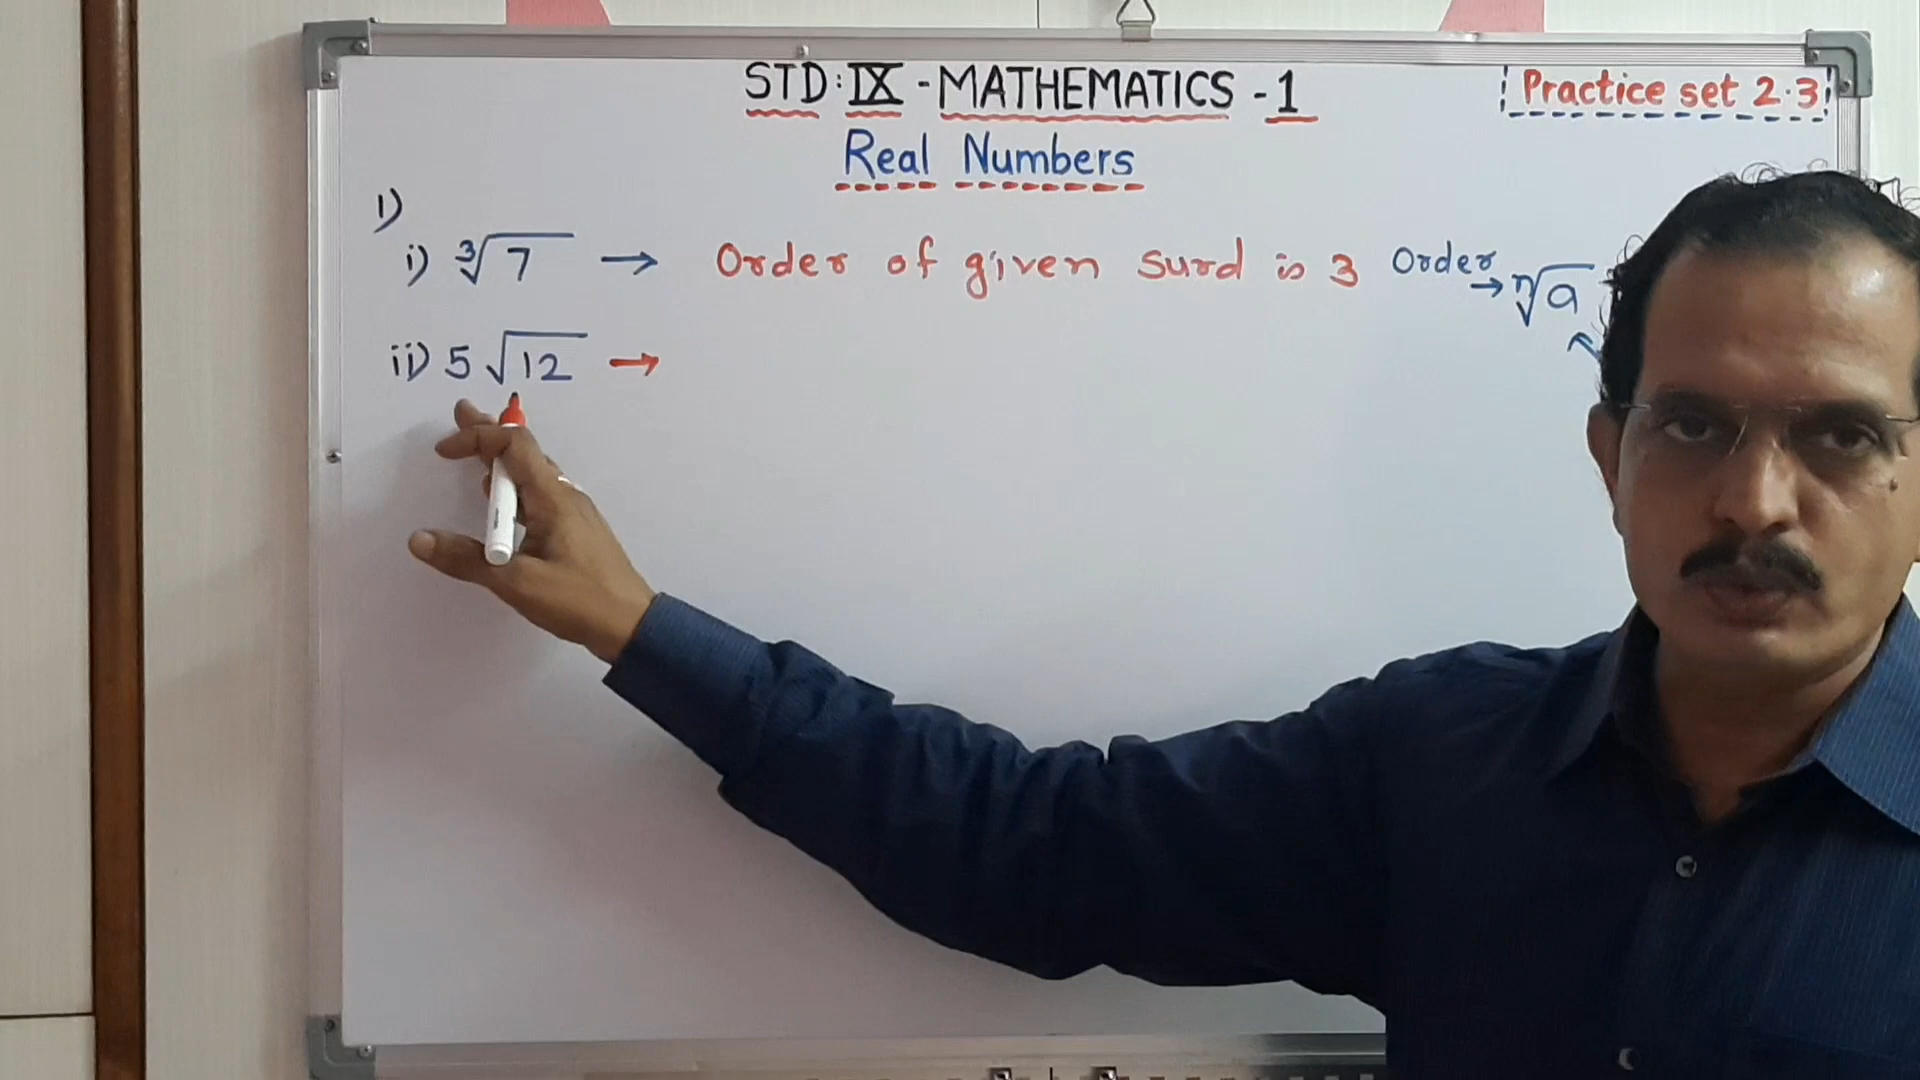 STD: IX - MATHEMATICS - 1
Practice set 2.3
Real Numbers
1)
i) ∛7 → Order of given surd is 3
Order → ⁿ√a
ii) 5 √12 →